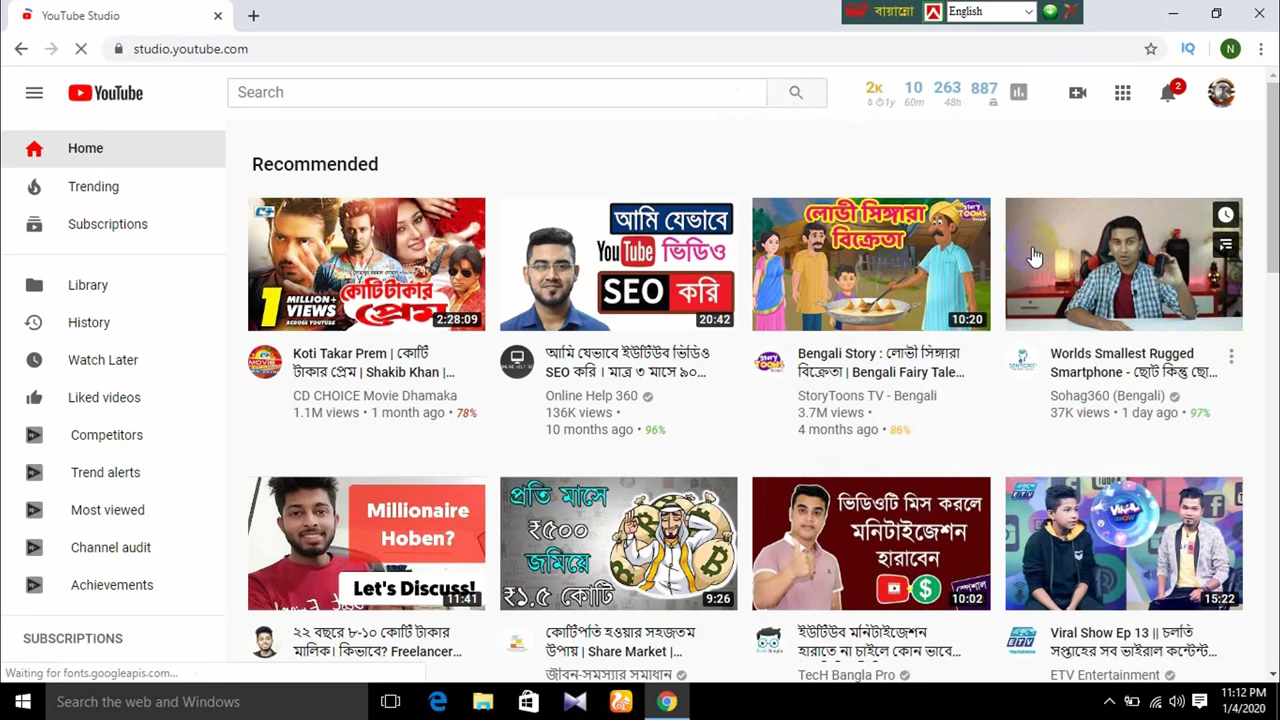 YouTube Studio
বায়ান্নো
English
studio.youtube.com
IQ
N
YouTube
Search
2K
10
263
887
1y
60m
48h
2
Home
Trending
Subscriptions
Library
History
Watch Later
Liked videos
Competitors
Trend alerts
Most viewed
Channel audit
Achievements
SUBSCRIPTIONS
Recommended
1 MILLION+
VIEWS
কোটি টাকার
প্রেম
2:28:09
Koti Takar Prem | কোটি
টাকার প্রেম | Shakib Khan |...
CD CHOICE Movie Dhamaka
1.1M views • 1 month ago • 78%
আমি যেভাবে
YouTube ভিডিও
SEO করি
20:42
আমি যেভাবে ইউটিউব ভিডিও
SEO করি । মাত্র ৩ মাসে ৯০...
Online Help 360
136K views •
10 months ago • 96%
লোভী সিঙ্গারা
বিক্রেতা
10:20
Bengali Story : লোভী সিঙ্গারা
বিক্রেতা | Bengali Fairy Tale...
StoryToons TV - Bengali
3.7M views •
4 months ago • 86%
Worlds Smallest Rugged
Smartphone - ছোট কিন্তু ছো...
Sohag360 (Bengali)
37K views • 1 day ago • 97%
Millionaire
Hoben?
Let's Discuss!
11:41
২২ বছরে ৮-১০ কোটি টাকার
মালিক। কিভাবে? Freelancer...
প্রতি মাসে
₹৫০০
জমিয়ে
₹১.৫ কোটি
9:26
কোটিপতি হওয়ার সহজতম
উপায় | Share Market |...
জীবন-সমস্যার সমাধান
ভিডিওটি মিস করলে
মনিটাইজেশন
হারাবেন
10:02
ইউটিউব মনিটাইজেশন
হারাতে না চাইলে কোন ভাবে...
TecH Bangla Pro
ETV
VIRAL
15:22
Viral Show Ep 13 || চলতি
সপ্তাহের সব ভাইরাল কন্টেন্ট...
ETV Entertainment
Waiting for fonts.googleapis.com...
Search the web and Windows
11:12 PM
1/4/2020